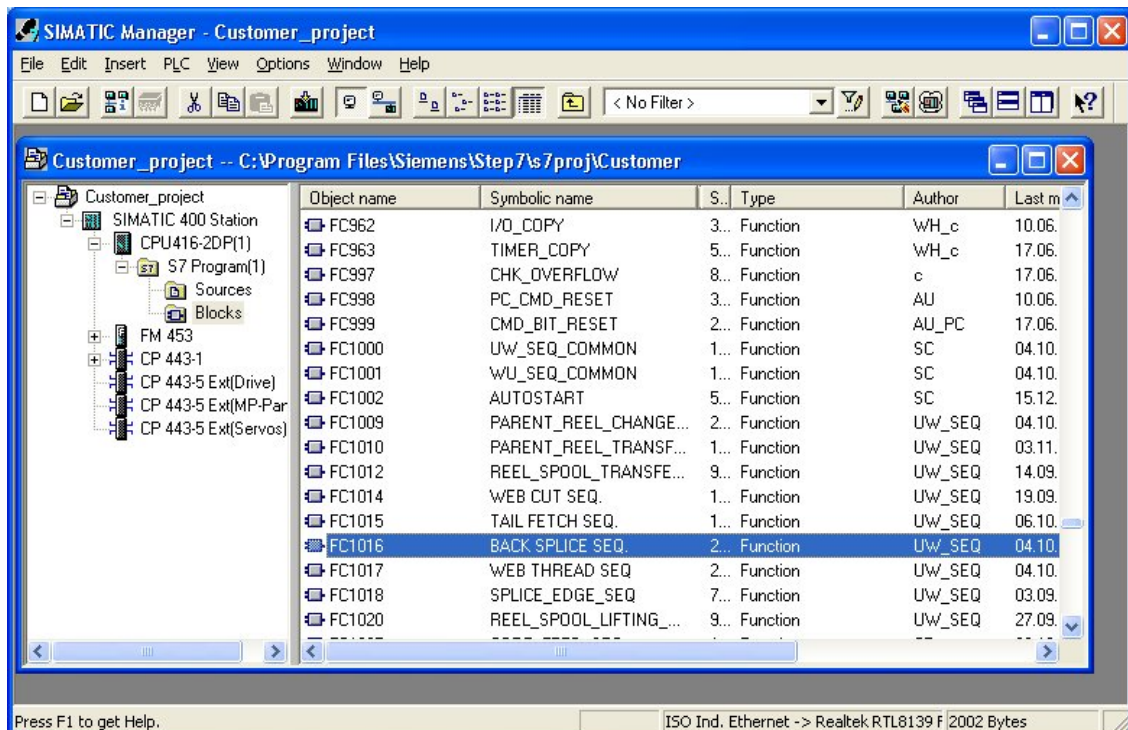 SIMATIC Manager - Customer_project
File Edit Insert PLC View Options Window Help
< No Filter >
Customer_project -- C:\Program Files\Siemens\Step7\s7proj\Customer
Customer_project
SIMATIC 400 Station
CPU416-2DP(1)
S7 Program(1)
Sources
Blocks
FM 453
CP 443-1
CP 443-5 Ext(Drive)
CP 443-5 Ext(MP-Par
CP 443-5 Ext(Servos)
Object name Symbolic name S... Type Author Last m
FC962 I/O_COPY 3... Function WH_c 10.06.
FC963 TIMER_COPY 5... Function WH_c 17.06.
FC997 CHK_OVERFLOW 8... Function c 17.06.
FC998 PC_CMD_RESET 3... Function AU 10.06.
FC999 CMD_BIT_RESET 2... Function AU_PC 17.06.
FC1000 UW_SEQ_COMMON 1... Function SC 04.10.
FC1001 WU_SEQ_COMMON 1... Function SC 04.10.
FC1002 AUTOSTART 5... Function SC 15.12.
FC1009 PARENT_REEL_CHANGE... 2... Function UW_SEQ 04.10.
FC1010 PARENT_REEL_TRANSF... 1... Function UW_SEQ 03.11.
FC1012 REEL_SPOOL_TRANSFE... 9... Function UW_SEQ 14.09.
FC1014 WEB CUT SEQ. 1... Function UW_SEQ 19.09.
FC1015 TAIL FETCH SEQ. 1... Function UW_SEQ 06.10.
FC1016 BACK SPLICE SEQ. 2... Function UW_SEQ 04.10.
FC1017 WEB THREAD SEQ 2... Function UW_SEQ 04.10.
FC1018 SPLICE_EDGE_SEQ 7... Function UW_SEQ 03.09.
FC1020 REEL_SPOOL_LIFTING_... 9... Function UW_SEQ 27.09.
Press F1 to get Help. ISO Ind. Ethernet -> Realtek RTL8139 F 2002 Bytes